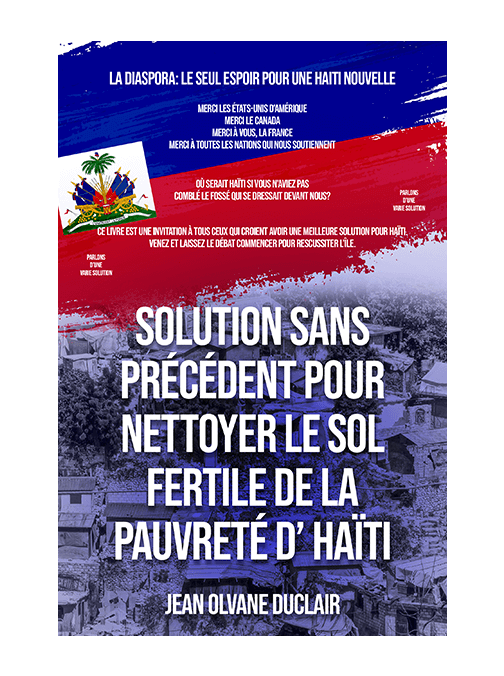 LA DIASPORA: LE SEUL ESPOIR POUR UNE HAITI NOUVELLE
MERCI LES ÉTATS-UNIS D'AMÉRIQUE
MERCI LE CANADA
MERCI À VOUS, LA FRANCE
MERCI À TOUTES LES NATIONS QUI NOUS SOUTIENNENT
OÙ SERAIT HAÏTI SI VOUS N'AVIEZ PAS
COMBLÉ LE FOSSÉ QUI SE DRESSAIT DEVANT NOUS?
PARLONS
D'UNE
VRAIE SOLUTION
CE LIVRE EST UNE INVITATION À TOUS CEUX QUI CROIENT AVOIR UNE MEILLEURE SOLUTION POUR HAÏTI.
VENEZ ET LAISSEZ LE DÉBAT COMMENCER POUR RESCUSSITER L'ÎLE.
PARLONS
D'UNE
VRAIE SOLUTION
SOLUTION SANS
PRÉCÉDENT POUR
NETTOYER LE SOL
FERTILE DE LA
PAUVRETÉ D' HAÏTI
JEAN OLVANE DUCLAIR